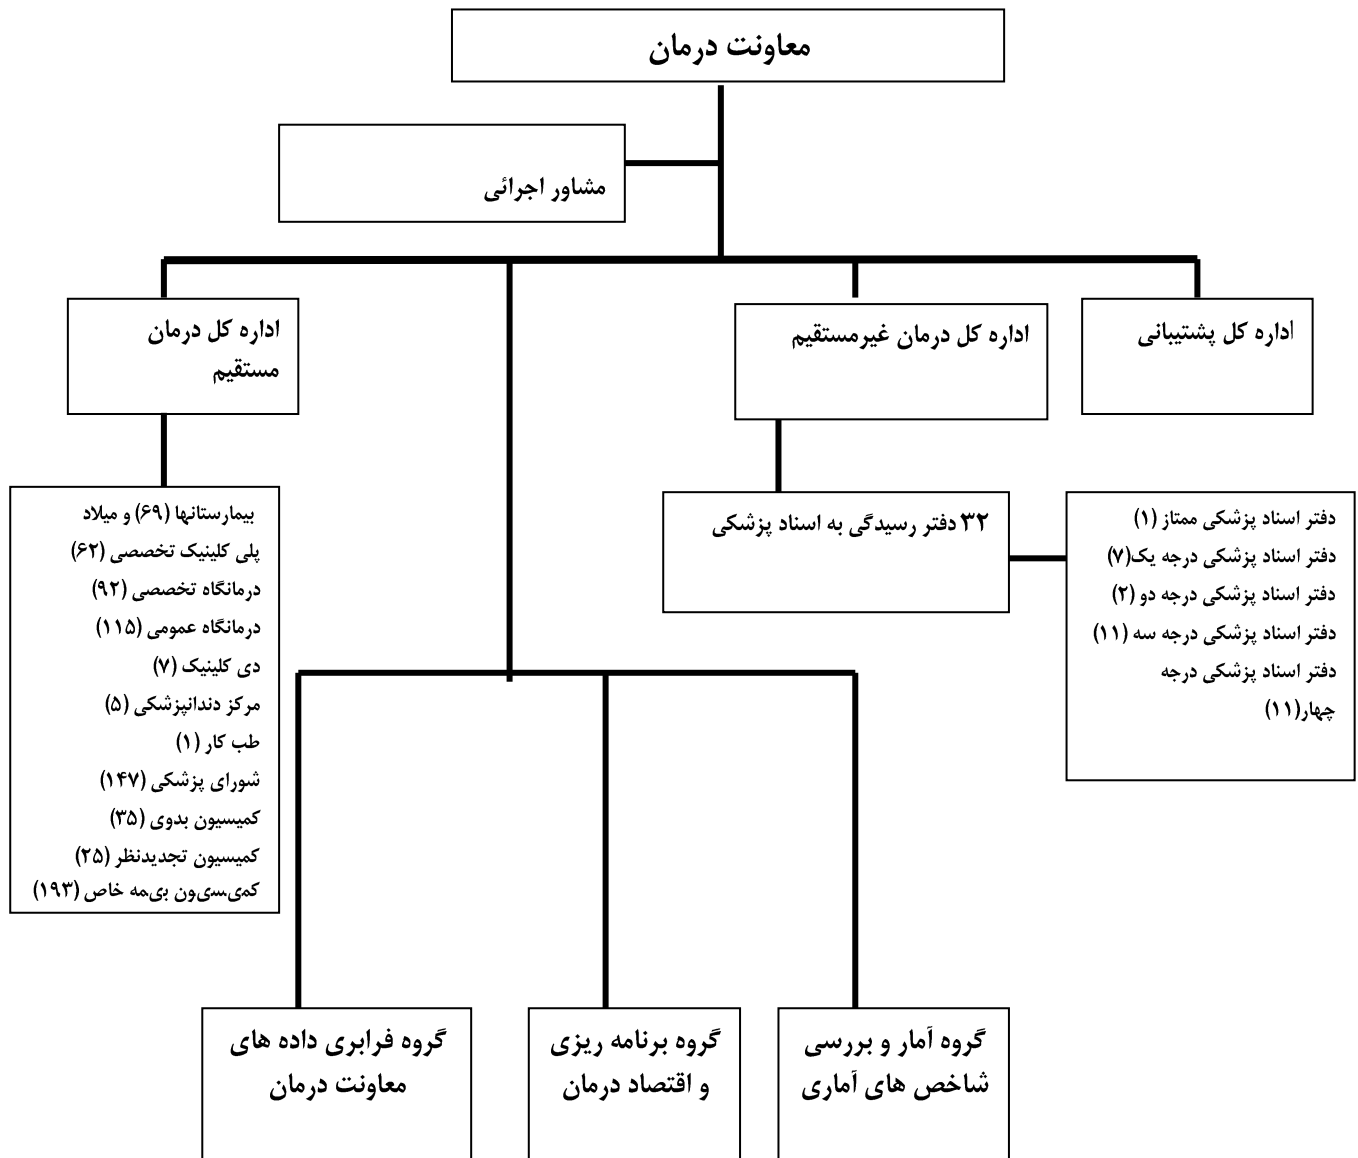 معاونت درمان
مشاور اجرائی
اداره کل پشتیبانی
اداره کل درمان غیرمستقیم
اداره کل درمان
مستقیم
دفتر اسناد پزشکی ممتاز (۱)
دفتر اسناد پزشکی درجه یک(۷)
دفتر اسناد پزشکی درجه دو (۲)
دفتر اسناد پزشکی درجه سه (۱۱)
دفتر اسناد پزشکی درجه
چهار(۱۱)
۳۲ دفتر رسیدگی به اسناد پزشکی
بیمارستانها (۶۹) و میلاد
پلی کلینیک تخصصی (۶۲)
درمانگاه تخصصی (۹۲)
درمانگاه عمومی (۱۱۵)
دی کلینیک (۷)
مرکز دندانپزشکی (۵)
طب کار (۱)
شورای پزشکی (۱۴۷)
کمیسیون بدوی (۳۵)
کمیسیون تجدیدنظر (۲۵)
کمیسیون بیمه خاص (۱۹۳)
گروه آمار و بررسی
شاخص های آماری
گروه برنامه ریزی
و اقتصاد درمان
گروه فرابری داده های
معاونت درمان